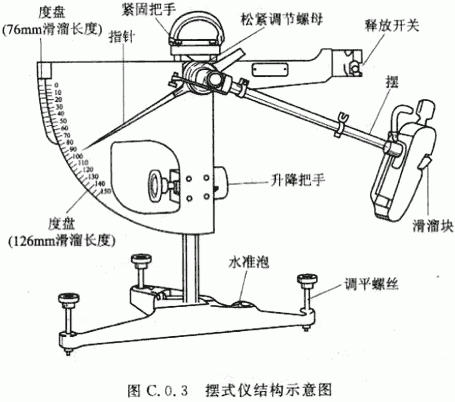 度盘
(76mm滑溜长度)
紧固把手
指针
松紧调节螺母
释放开关
摆
0
10
20
30
40
50
60
70
80
90
100
110
120
130
140
150
升降把手
滑溜块
度盘
(126mm滑溜长度)
水准泡
调平螺丝
图 C.0.3 摆式仪结构示意图